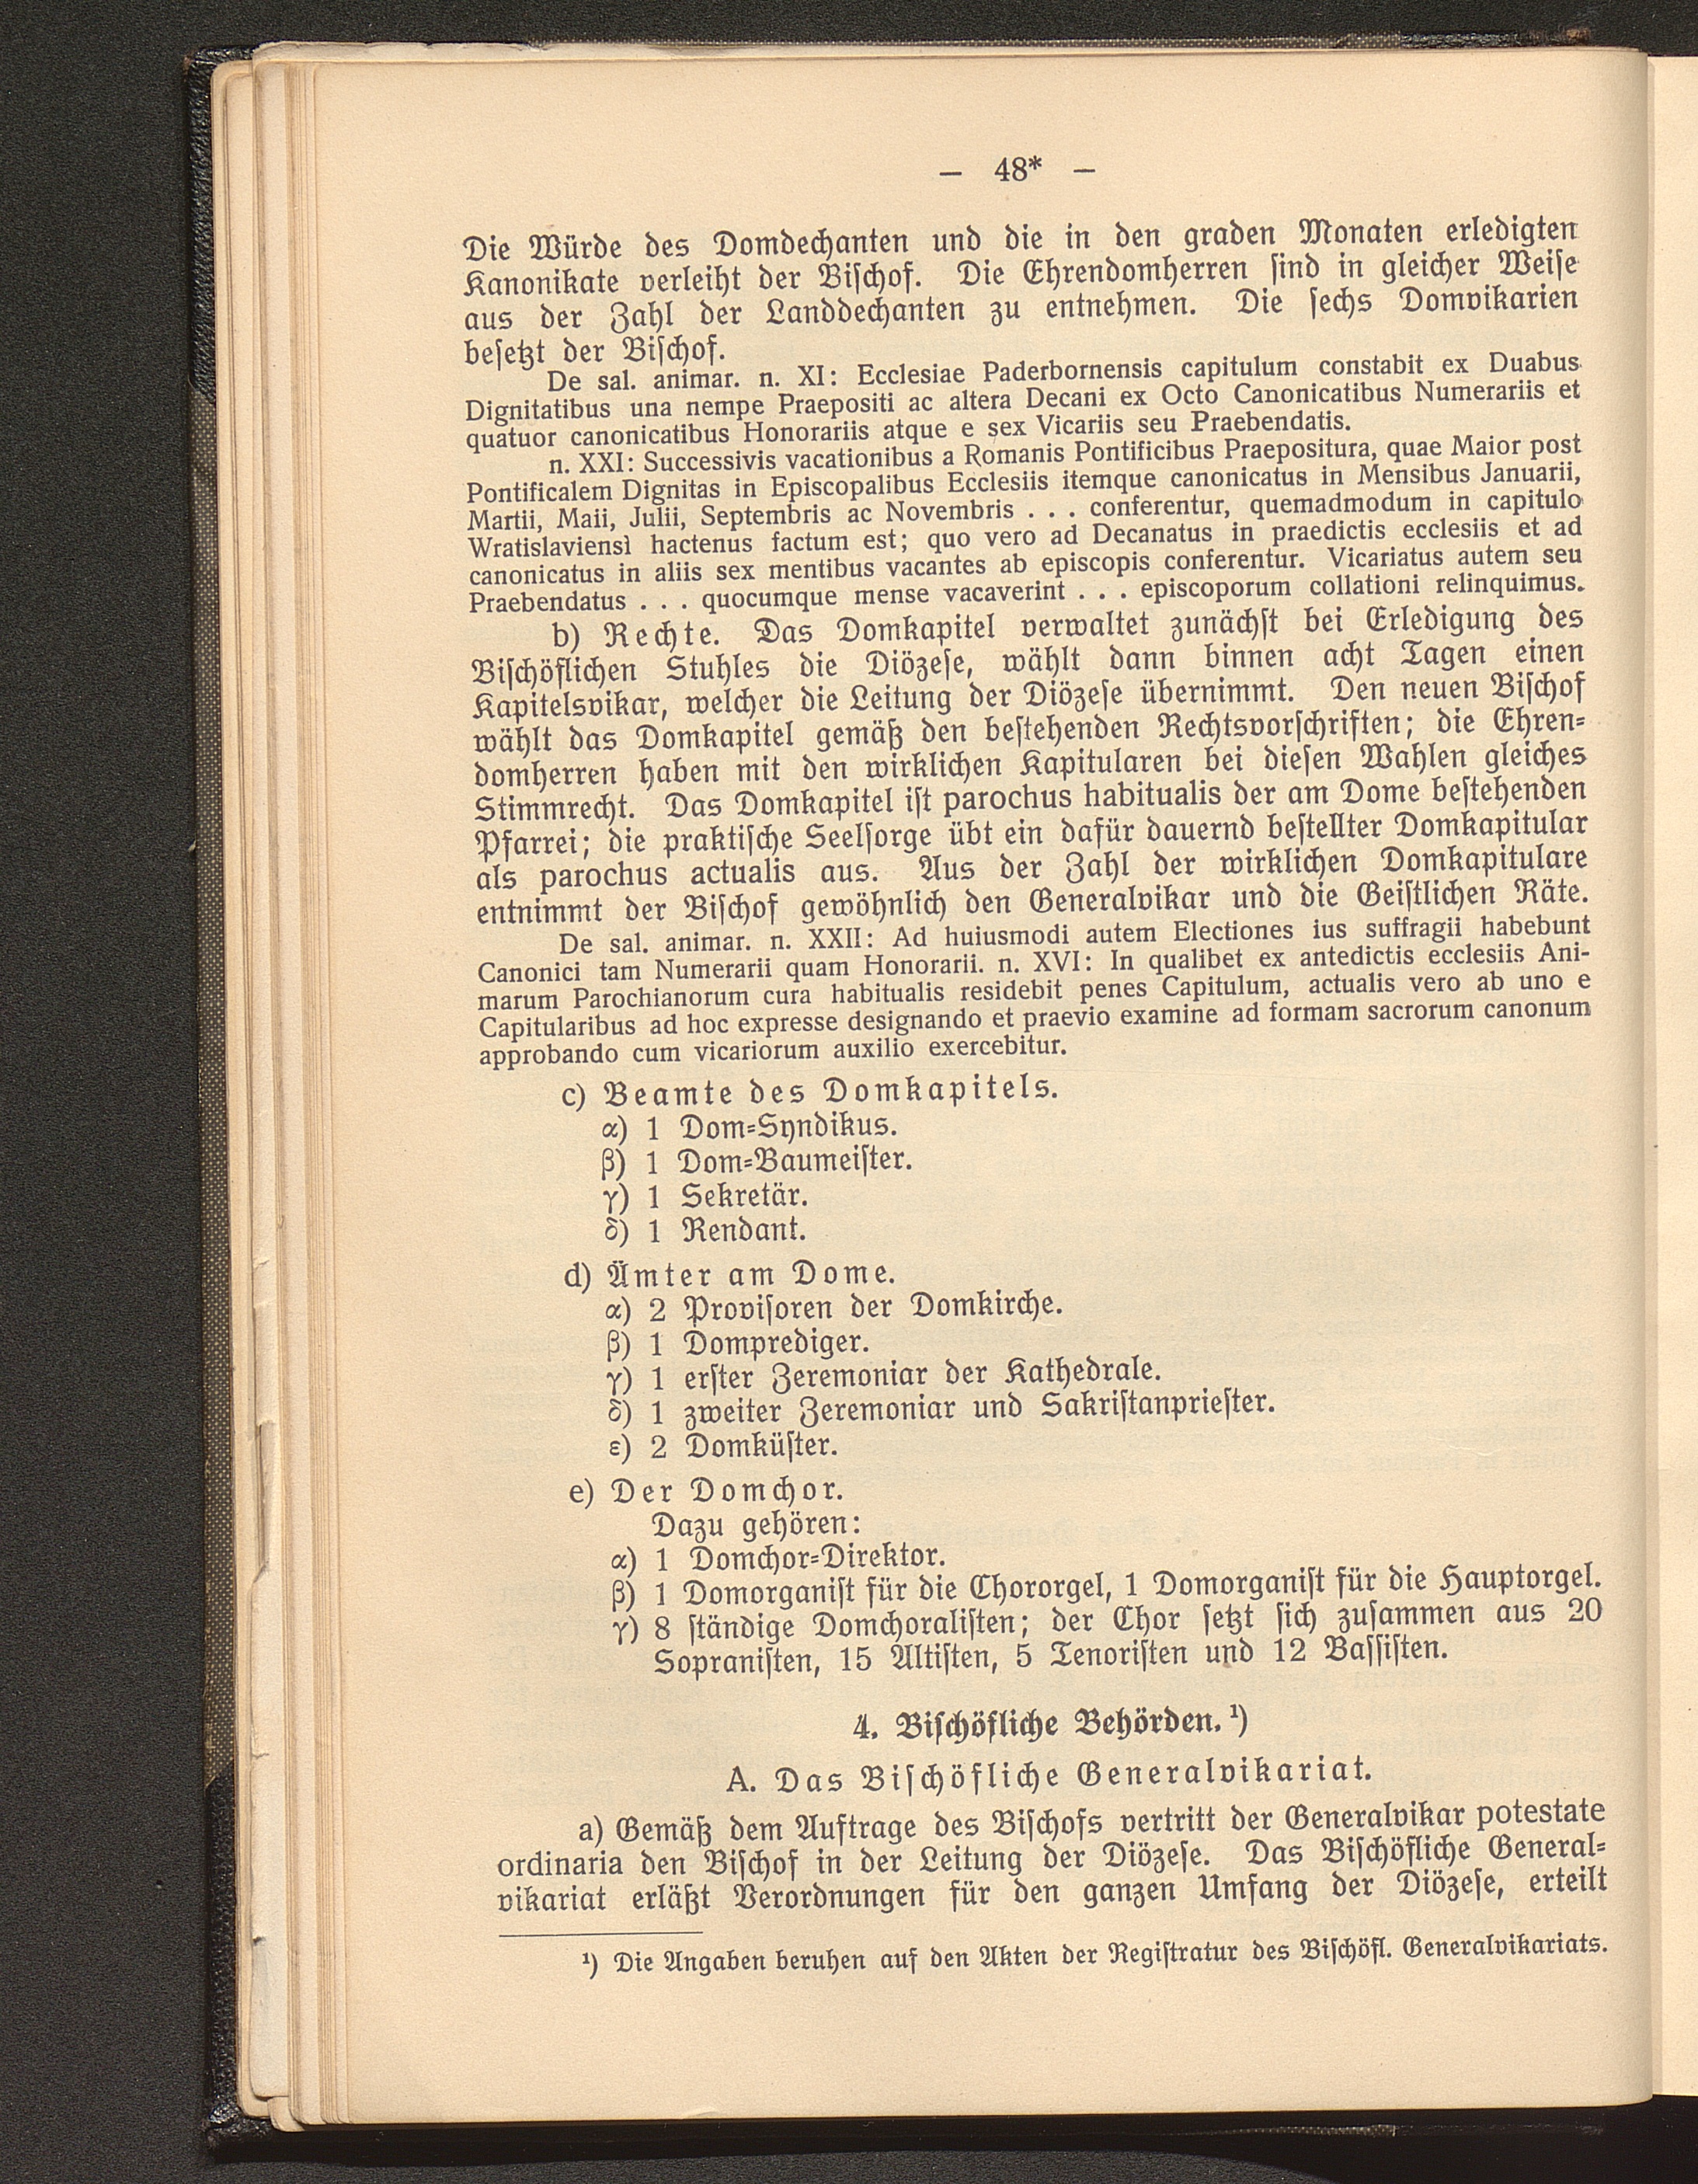 — 48* —
Die Würde des Domdechanten und die in den graden Monaten erledigten
Kanonikate verleiht der Bischof. Die Ehrendomherren sind in gleicher Weise
aus der Zahl der Landdechanten zu entnehmen. Die sechs Domvikarien
besetzt der Bischof.
De sal. animar. n. XI: Ecclesiae Paderbornensis capitulum constabit ex Duabus
Dignitatibus una nempe Praepositi ac altera Decani ex Octo Canonicatibus Numerariis et
quatuor canonicatibus Honorariis atque e sex Vicariis seu Praebendatis.
n. XXI: Successivis vacationibus a Romanis Pontificibus Praepositura, quae Maior post
Pontificalem Dignitas in Episcopalibus Ecclesiis itemque canonicatus in Mensibus Januarii,
Martii, Maii, Julii, Septembris ac Novembris . . . conferentur, quemadmodum in capitulo
Wratislaviensi hactenus factum est; quo vero ad Decanatus in praedictis ecclesiis et ad
canonicatus in aliis sex mentibus vacantes ab episcopis conferentur. Vicariatus autem seu
Praebendatus . . . quocumque mense vacaverint . . . episcoporum collationi relinquimus.
b) Rechte. Das Domkapitel verwaltet zunächst bei Erledigung des
Bischöflichen Stuhles die Diözese, wählt dann binnen acht Tagen einen
Kapitelsvikar, welcher die Leitung der Diözese übernimmt. Den neuen Bischof
wählt das Domkapitel gemäß den bestehenden Rechtsvorschriften; die Ehren-
domherren haben mit den wirklichen Kapitularen bei diesen Wahlen gleiches
Stimmrecht. Das Domkapitel ist parochus habitualis der am Dome bestehenden
Pfarrei; die praktische Seelsorge übt ein dafür dauernd bestellter Domkapitular
als parochus actualis aus. Aus der Zahl der wirklichen Domkapitulare
entnimmt der Bischof gewöhnlich den Generalvikar und die Geistlichen Räte.
De sal. animar. n. XXII: Ad huiusmodi autem Electiones ius suffragii habebunt
Canonici tam Numerarii quam Honorarii. n. XVI: In qualibet ex antedictis ecclesiis Ani-
marum Parochianorum cura habitualis residebit penes Capitulum, actualis vero ab uno e
Capitularibus ad hoc expresse designando et praevio examine ad formam sacrorum canonum
approbando cum vicariorum auxilio exercebitur.
c) Beamte des Domkapitels.
α) 1 Dom-Syndikus.
β) 1 Dom-Baumeister.
γ) 1 Sekretär.
δ) 1 Rendant.
d) Ämter am Dome.
α) 2 Provisoren der Domkirche.
β) 1 Domprediger.
γ) 1 erster Zeremoniar der Kathedrale.
δ) 1 zweiter Zeremoniar und Sakristanpriester.
ε) 2 Domküster.
e) Der Domchor.
Dazu gehören:
α) 1 Domchor-Direktor.
β) 1 Domorganist für die Chororgel, 1 Domorganist für die Hauptorgel.
γ) 8 ständige Domchoralisten; der Chor setzt sich zusammen aus 20
Sopranisten, 15 Altisten, 5 Tenoristen und 12 Bassisten.
4. Bischöfliche Behörden.¹)
A. Das Bischöfliche Generalvikariat.
a) Gemäß dem Auftrage des Bischofs vertritt der Generalvikar potestate
ordinaria den Bischof in der Leitung der Diözese. Das Bischöfliche General-
vikariat erläßt Verordnungen für den ganzen Umfang der Diözese, erteilt
¹) Die Angaben beruhen auf den Akten der Registratur des Bischöfl. Generalvikariats.